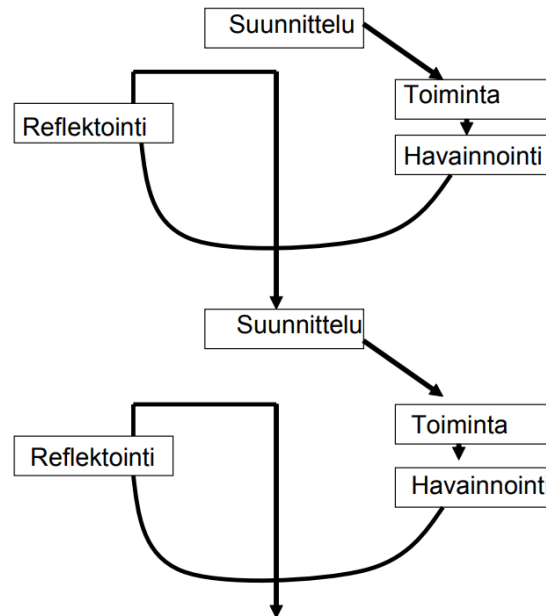 Suunnittelu
Toiminta
Havainnointi
Reflektointi
Suunnittelu
Toiminta
Havainnoint
Reflektointi